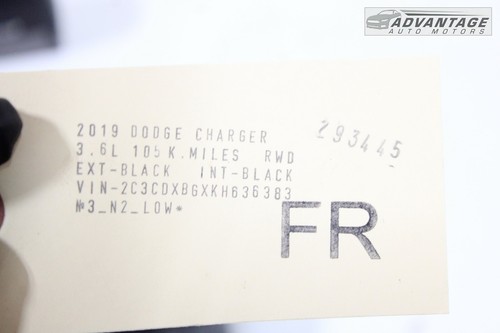 ADVANTAGE
AUTO MOTORS
2019 DODGE CHARGER
293445
3.6L 105K.MILES RWD
EXT-BLACK INT-BLACK
VIN-2C3CDXBGXKH636383
№3_N2_LOW*
FR